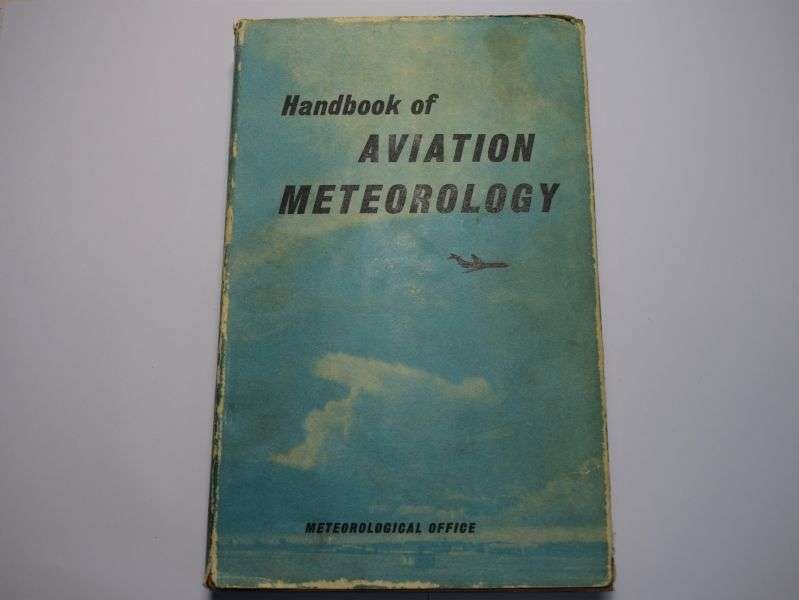 Handbook of
AVIATION
METEOROLOGY
METEOROLOGICAL OFFICE